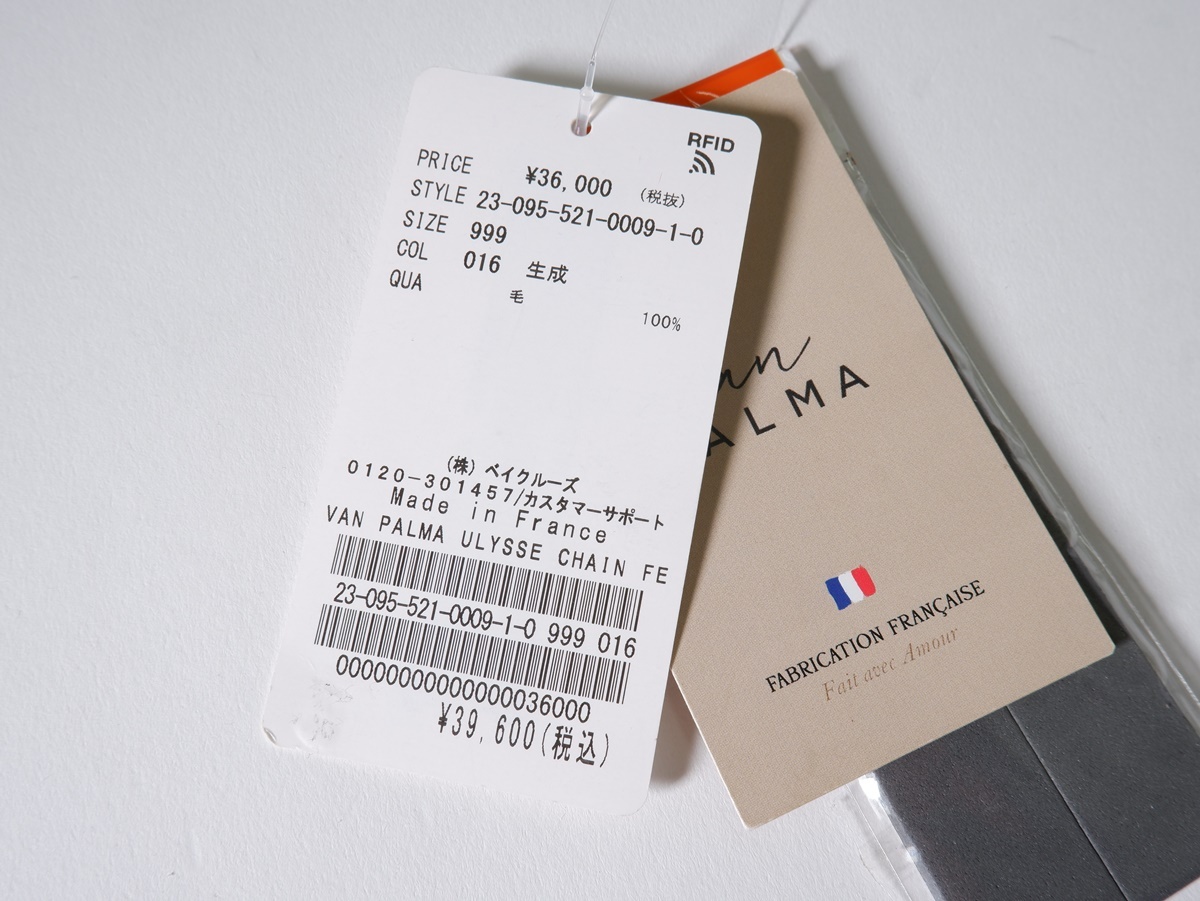 RFID
PRICE ¥36,000 (税抜)
STYLE 23-095-521-0009-1-0
SIZE 999
COL 016 生成
QUA 毛
100%
(株) ベイクルーズ
0120-301457/カスタマーサポート
Made in France
VAN PALMA ULYSSE CHAIN FE
23-095-521-0009-1-0 999 016
00000000000000036000
¥39,600(税込)
an
ALMA
FABRICATION FRANÇAISE
Fait avec Amour